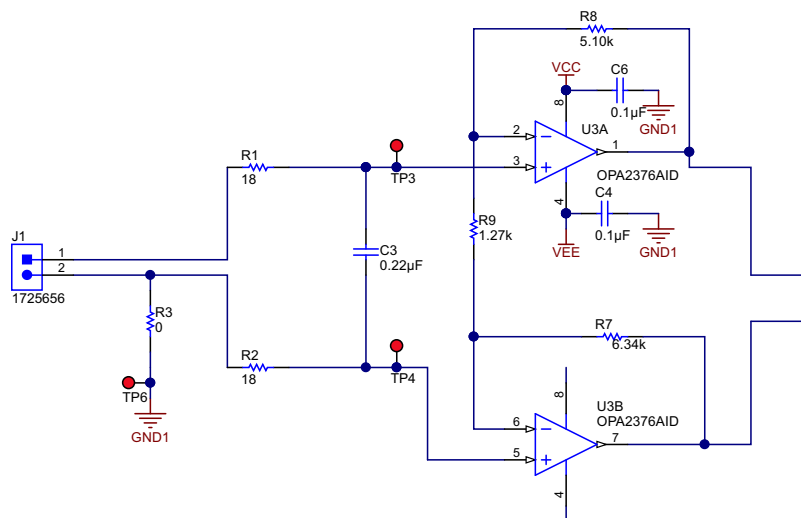 R8
5.10k
VCC
C6
8
0.1µF
GND1
2
U3A
1
3
OPA2376AID
R1
18
TP3
4
C4
0.1µF
VEE
GND1
R9
1.27k
J1
1
2
1725656
C3
0.22µF
R3
0
R7
6.34k
R2
18
TP4
TP6
GND1
8
U3B
OPA2376AID
6
7
5
4